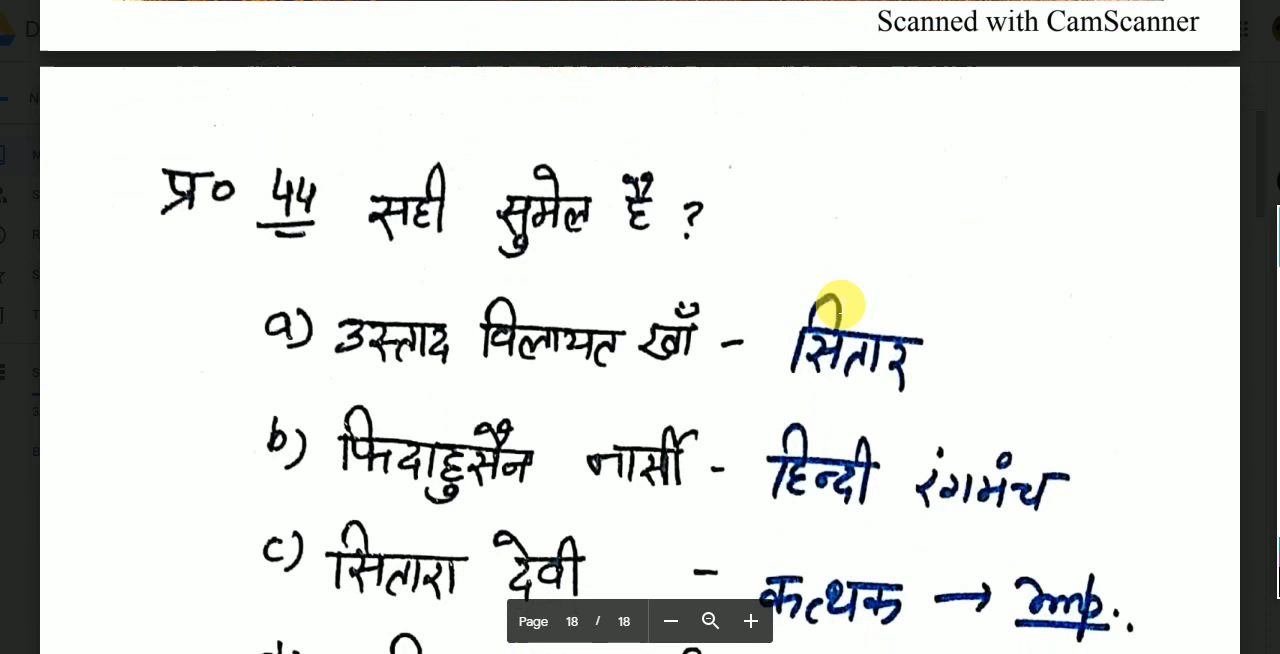 Scanned with CamScanner
प्र० 44 सही सुमेल है ?
a) उस्ताद विलायत खाँ - सितार
b) फिदाहुसैन नार्सी - हिन्दी रंगमंच
c) सितारा देवी - कत्थक → Imp..
Page 18 / 18